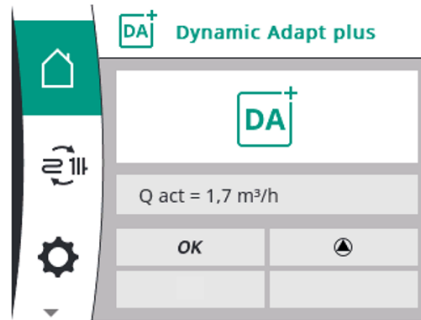 DA+ Dynamic Adapt plus
DA+
Q act = 1,7 m³/h
OK